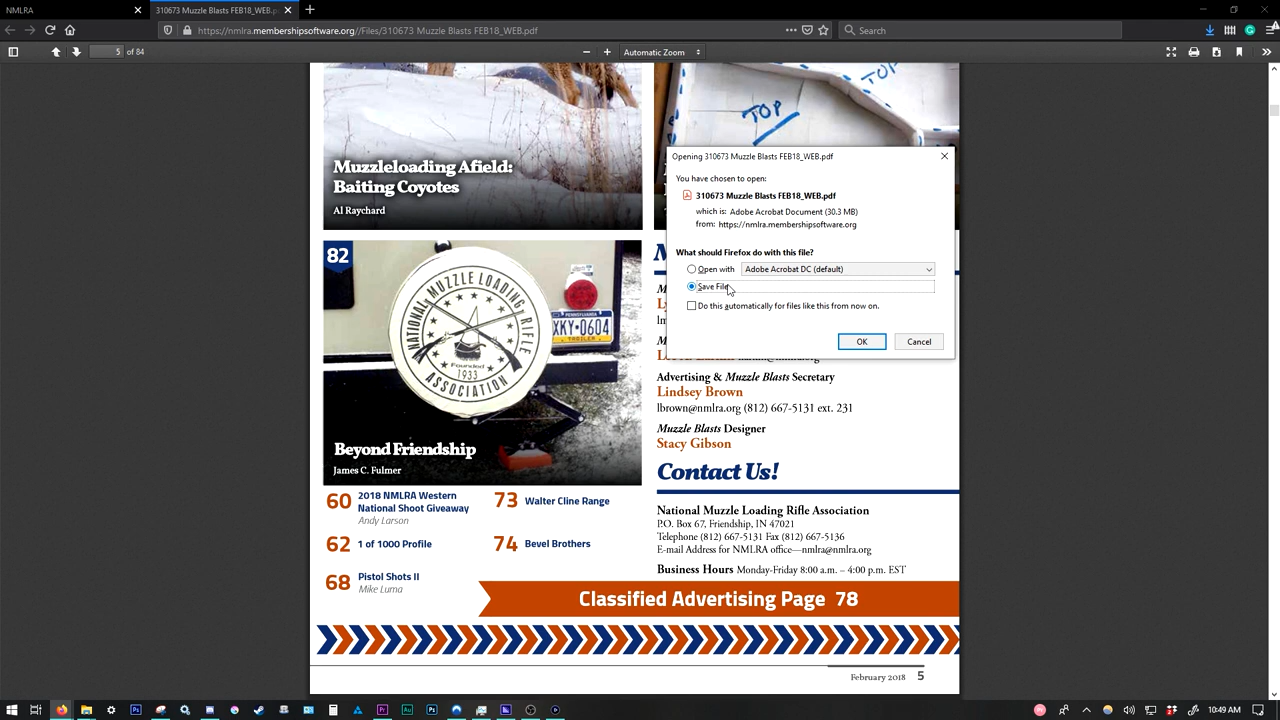 NMLRA
310673 Muzzle Blasts FEB18_WEB.p
https://nmlra.membershipsoftware.org//Files/310673 Muzzle Blasts FEB18_WEB.pdf
Search
5 of 84
Automatic Zoom
TOP
TOP
Muzzleloading Afield:
Baiting Coyotes
Al Raychard
Opening 310673 Muzzle Blasts FEB18_WEB.pdf
You have chosen to open:
310673 Muzzle Blasts FEB18_WEB.pdf
which is: Adobe Acrobat Document (30.3 MB)
from: https://nmlra.membershipsoftware.org
What should Firefox do with this file?
Open with Adobe Acrobat DC (default)
Save File
Do this automatically for files like this from now on.
OK Cancel
82
NATIONAL MUZZLE LOADING RIFLE
ASSOCIATION
Founded
1933
PENNSYLVANIA
XKY-0604
TRAILER
Beyond Friendship
James C. Fulmer
Advertising & Muzzle Blasts Secretary
Lindsey Brown
lbrown@nmlra.org (812) 667-5131 ext. 231
Muzzle Blasts Designer
Stacy Gibson
Contact Us!
National Muzzle Loading Rifle Association
P.O. Box 67, Friendship, IN 47021
Telephone (812) 667-5131 Fax (812) 667-5136
E-mail Address for NMLRA office—nmlra@nmlra.org
Business Hours Monday-Friday 8:00 a.m. – 4:00 p.m. EST
60 2018 NMLRA Western
National Shoot Giveaway
Andy Larson
62 1 of 1000 Profile
68 Pistol Shots II
Mike Luma
73 Walter Cline Range
74 Bevel Brothers
Classified Advertising Page 78
February 2018 5
10:49 AM